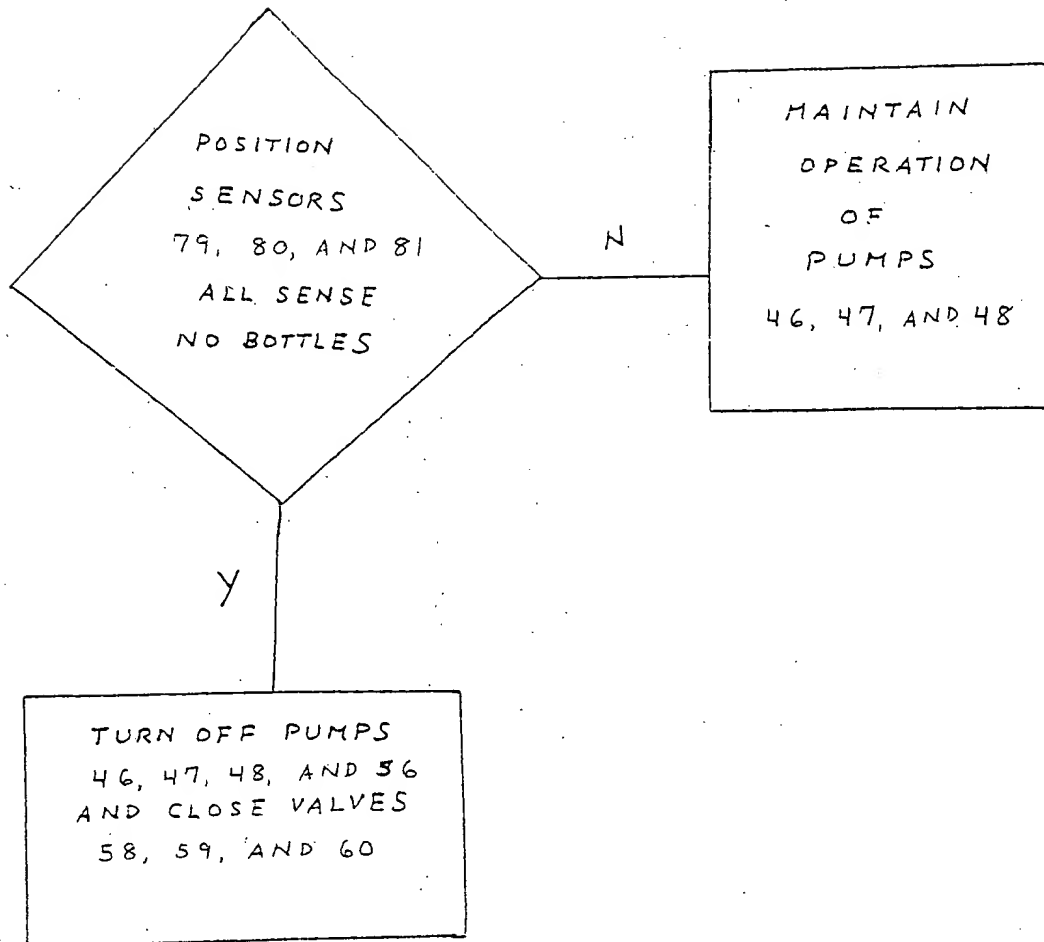 POSITION
SENSORS
79, 80, AND 81
ALL SENSE
NO BOTTLES
N
MAINTAIN
OPERATION
OF
PUMPS
46, 47, AND 48
Y
TURN OFF PUMPS
46, 47, 48, AND 56
AND CLOSE VALVES
58, 59, AND 60